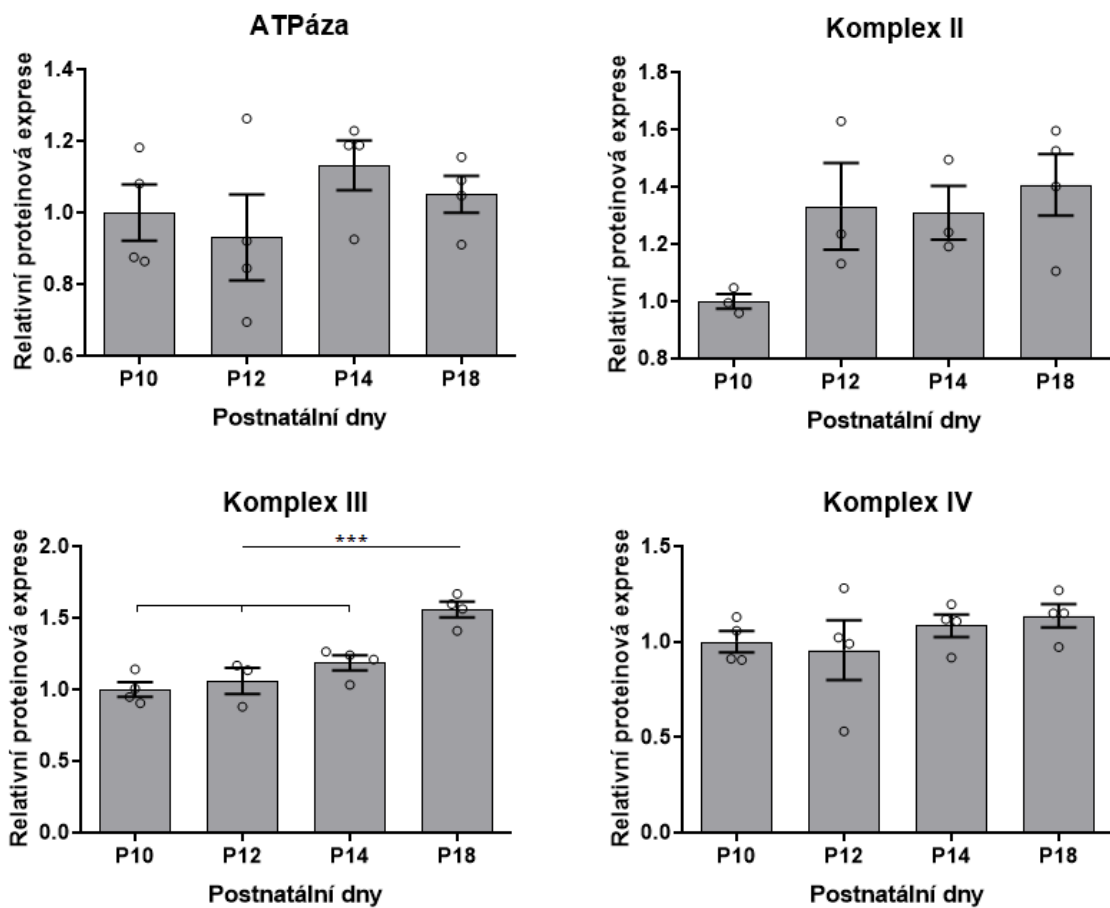 ATPáza
Relativní proteinová exprese
1.4
1.2
1.0
0.8
0.6
P10 P12 P14 P18
Postnatální dny
Komplex II
Relativní proteinová exprese
1.8
1.6
1.4
1.2
1.0
0.8
P10 P12 P14 P18
Postnatální dny
Komplex III
Relativní proteinová exprese
2.0
1.5
1.0
0.5
0.0
***
P10 P12 P14 P18
Postnatální dny
Komplex IV
Relativní proteinová exprese
1.5
1.0
0.5
0.0
P10 P12 P14 P18
Postnatální dny